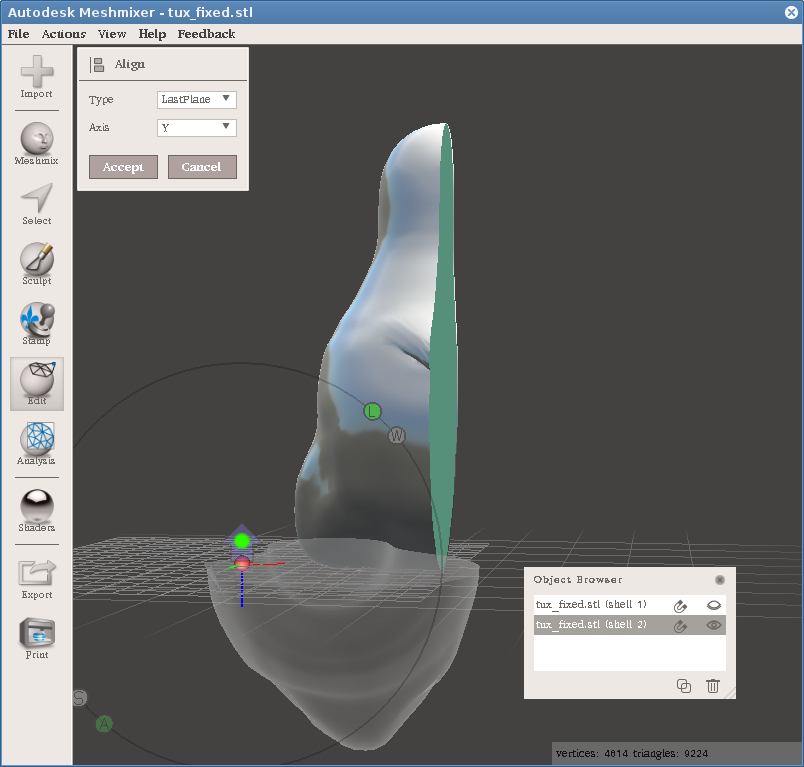 Autodesk Meshmixer - tux_fixed.stl
File Actions View Help Feedback
Import
Meshmix
Select
Sculpt
Stamp
Edit
Analysis
Shaders
Export
Print
Align
Type LastPlane
Axis Y
Accept Cancel
L
W
S
A
Object Browser
tux_fixed.stl (shell 1)
tux_fixed.stl (shell 2)
vertices: 4614 triangles: 9224